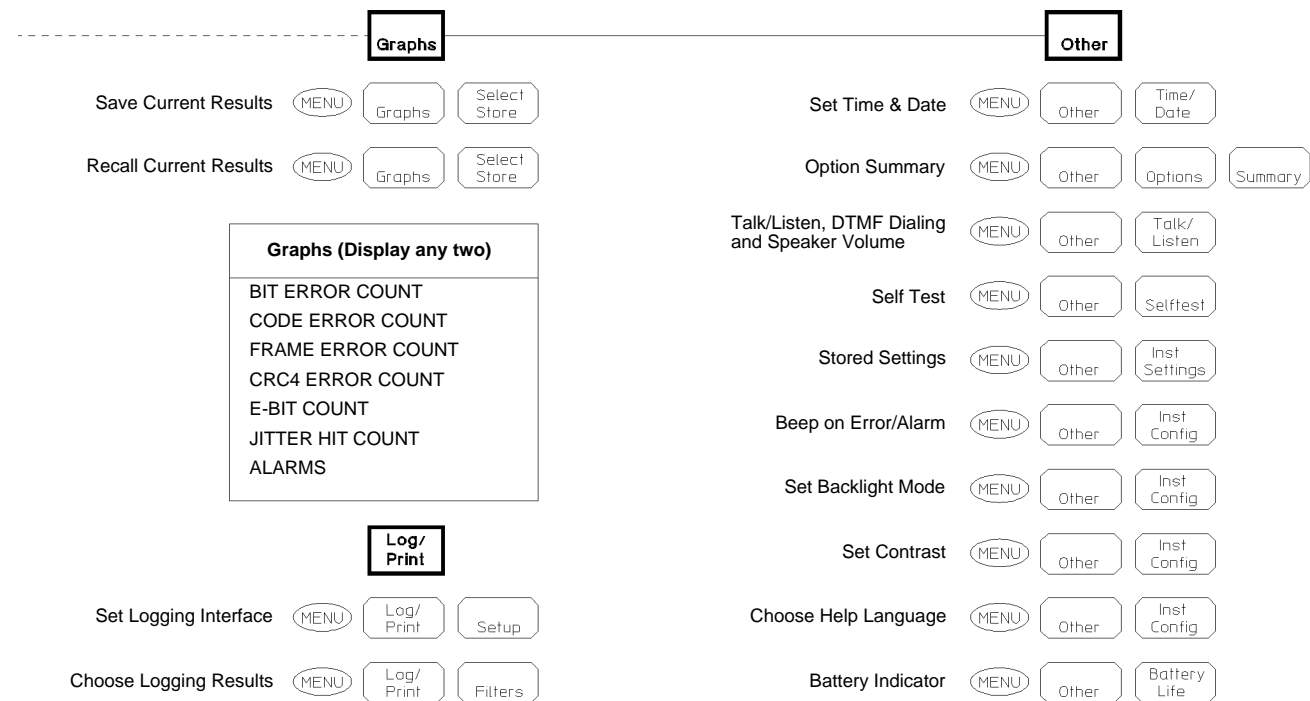 Graphs
Save Current Results MENU Graphs Select Store
Recall Current Results MENU Graphs Select Store
Graphs (Display any two)
BIT ERROR COUNT
CODE ERROR COUNT
FRAME ERROR COUNT
CRC4 ERROR COUNT
E-BIT COUNT
JITTER HIT COUNT
ALARMS
Log/
Print
Set Logging Interface MENU Log/ Print Setup
Choose Logging Results MENU Log/ Print Filters
Other
Set Time & Date MENU Other Time/ Date
Option Summary MENU Other Options Summary
Talk/Listen, DTMF Dialing
and Speaker Volume MENU Other Talk/ Listen
Self Test MENU Other Selftest
Stored Settings MENU Other Inst Settings
Beep on Error/Alarm MENU Other Inst Config
Set Backlight Mode MENU Other Inst Config
Set Contrast MENU Other Inst Config
Choose Help Language MENU Other Inst Config
Battery Indicator MENU Other Battery Life